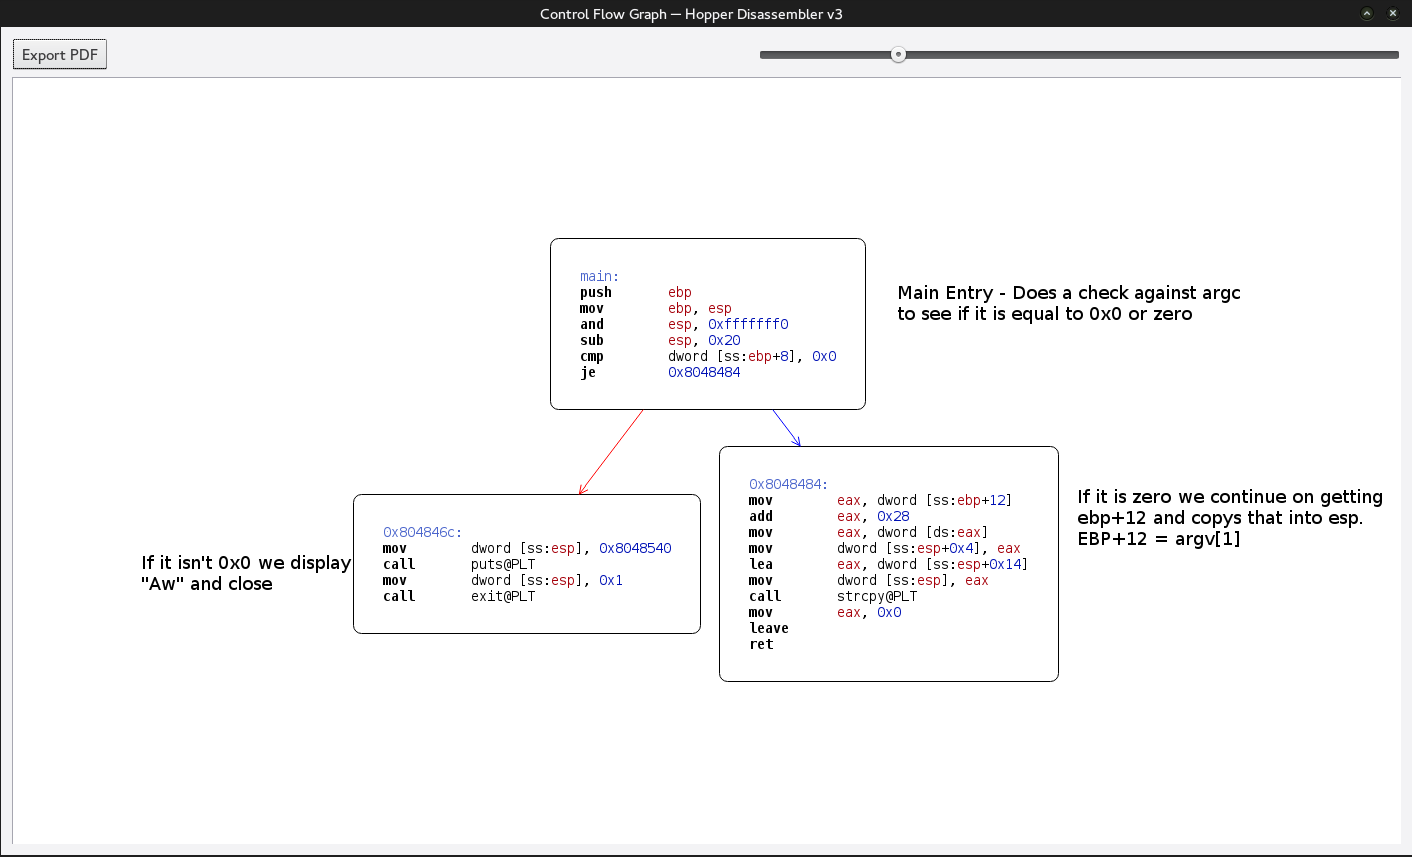 Control Flow Graph — Hopper Disassembler v3
Export PDF
main:
push ebp
mov ebp, esp
and esp, 0xfffffff0
sub esp, 0x20
cmp dword [ss:ebp+8], 0x0
je 0x8048484
Main Entry - Does a check against argc
to see if it is equal to 0x0 or zero
If it isn't 0x0 we display
"Aw" and close
0x804846c:
mov dword [ss:esp], 0x8048540
call puts@PLT
mov dword [ss:esp], 0x1
call exit@PLT
0x8048484:
mov eax, dword [ss:ebp+12]
add eax, 0x28
mov eax, dword [ds:eax]
mov dword [ss:esp+0x4], eax
lea eax, dword [ss:esp+0x14]
mov dword [ss:esp], eax
call strcpy@PLT
mov eax, 0x0
leave
ret
If it is zero we continue on getting
ebp+12 and copys that into esp.
EBP+12 = argv[1]